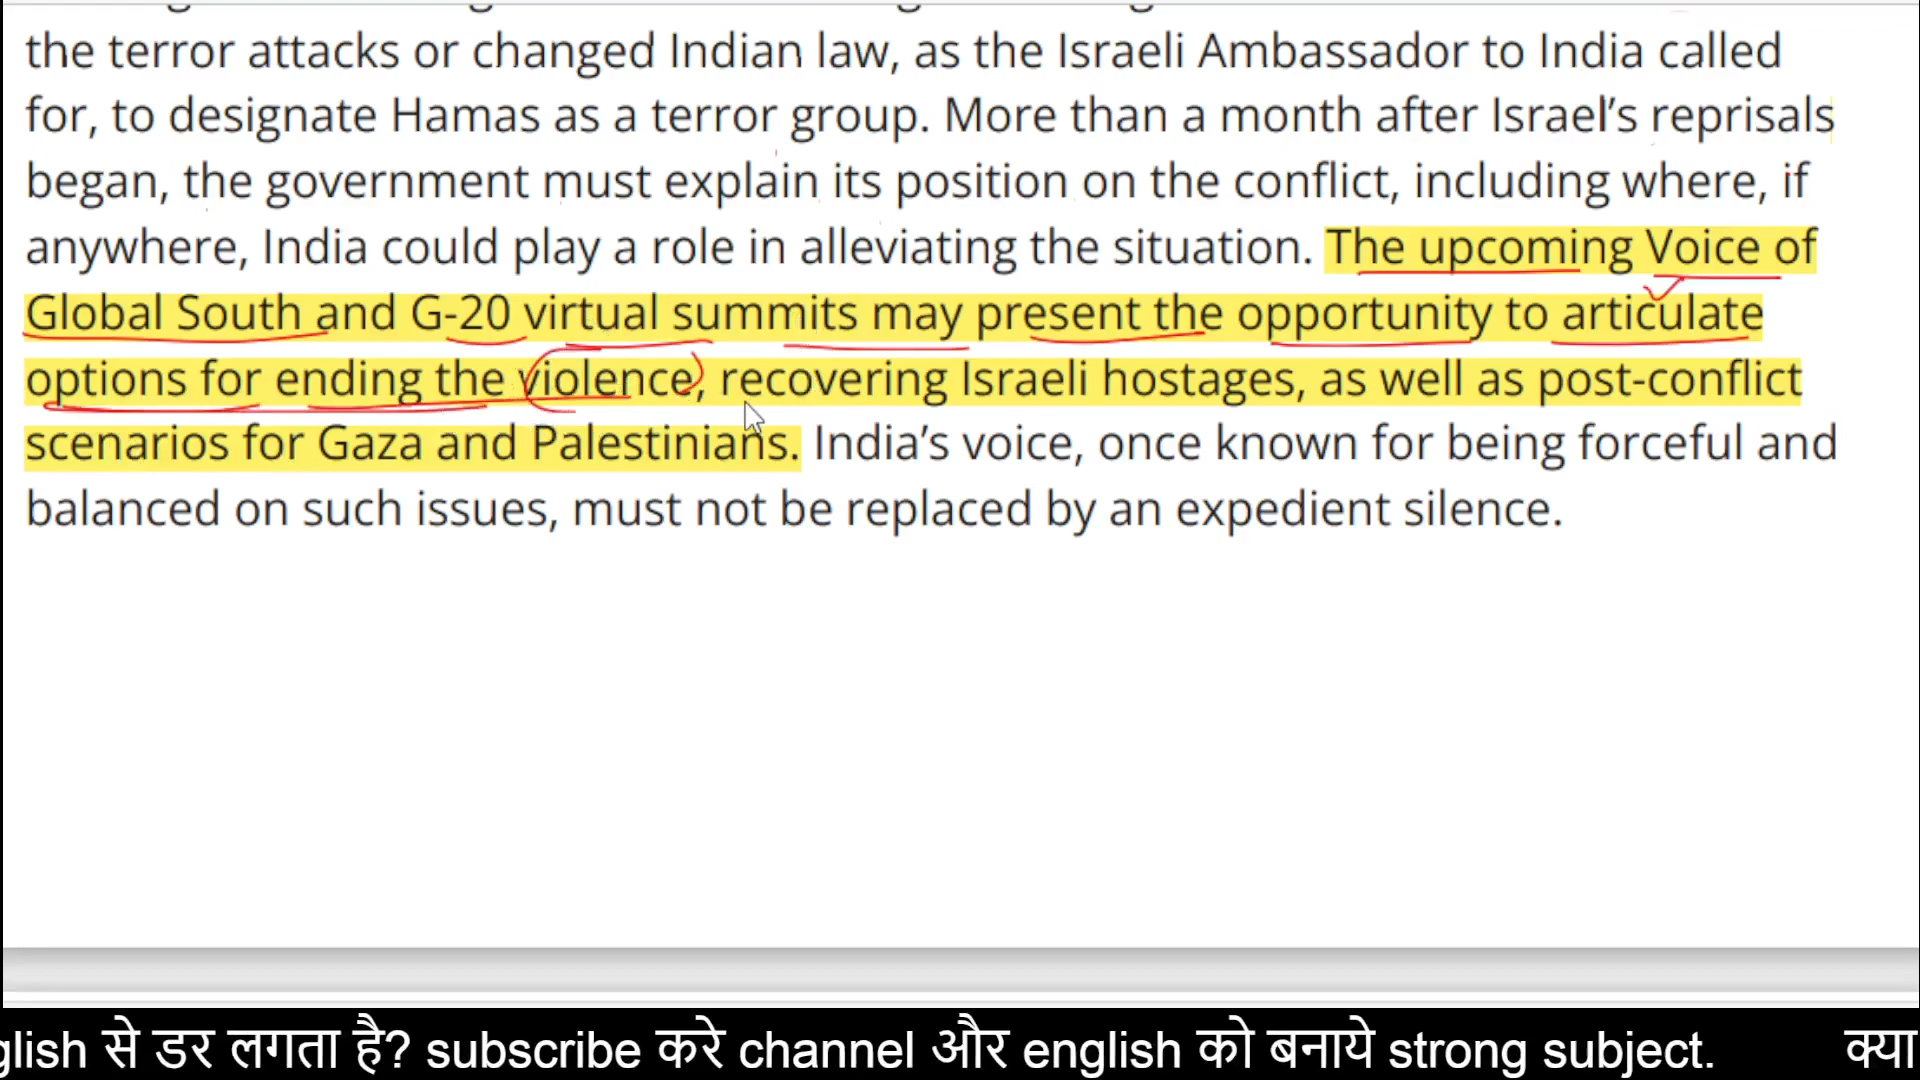 the terror attacks or changed Indian law, as the Israeli Ambassador to India called
for, to designate Hamas as a terror group. More than a month after Israel’s reprisals
began, the government must explain its position on the conflict, including where, if
anywhere, India could play a role in alleviating the situation. The upcoming Voice of
Global South and G-20 virtual summits may present the opportunity to articulate
options for ending the violence, recovering Israeli hostages, as well as post-conflict
scenarios for Gaza and Palestinians. India’s voice, once known for being forceful and
balanced on such issues, must not be replaced by an expedient silence.
glish से डर लगता है? subscribe करे channel और english को बनाये strong subject. क्या